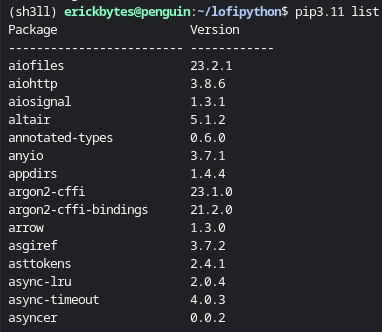 (sh3ll) erickbytes@penguin:~/lofipython$ pip3.11 list
Package                  Version
------------------------ ------------
aiofiles                 23.2.1
aiohttp                  3.8.6
aiosignal                1.3.1
altair                   5.1.2
annotated-types          0.6.0
anyio                    3.7.1
appdirs                  1.4.4
argon2-cffi              23.1.0
argon2-cffi-bindings     21.2.0
arrow                    1.3.0
asgiref                  3.7.2
asttokens                2.4.1
async-lru                2.0.4
async-timeout            4.0.3
asyncer                  0.0.2